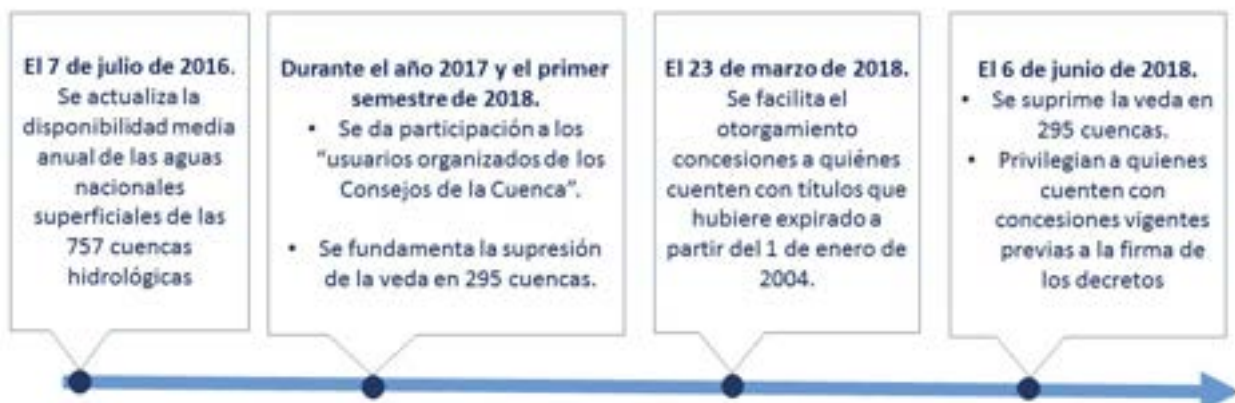 El 7 de julio de 2016.
Se actualiza la
disponibilidad media
anual de las aguas
nacionales
superficiales de las
757 cuencas
hidrológicas
Durante el año 2017 y el primer
semestre de 2018.
• Se da participación a los
"usuarios organizados de los
Consejos de la Cuenca".
• Se fundamenta la supresión
de la veda en 295 cuencas.
El 23 de marzo de 2018.
Se facilita el
otorgamiento
concesiones a quiénes
cuenten con títulos que
hubiere expirado a
partir del 1 de enero de
2004.
El 6 de junio de 2018.
• Se suprime la veda en
295 cuencas.
• Privilegian a quienes
cuenten con
concesiones vigentes
previas a la firma de
los decretos